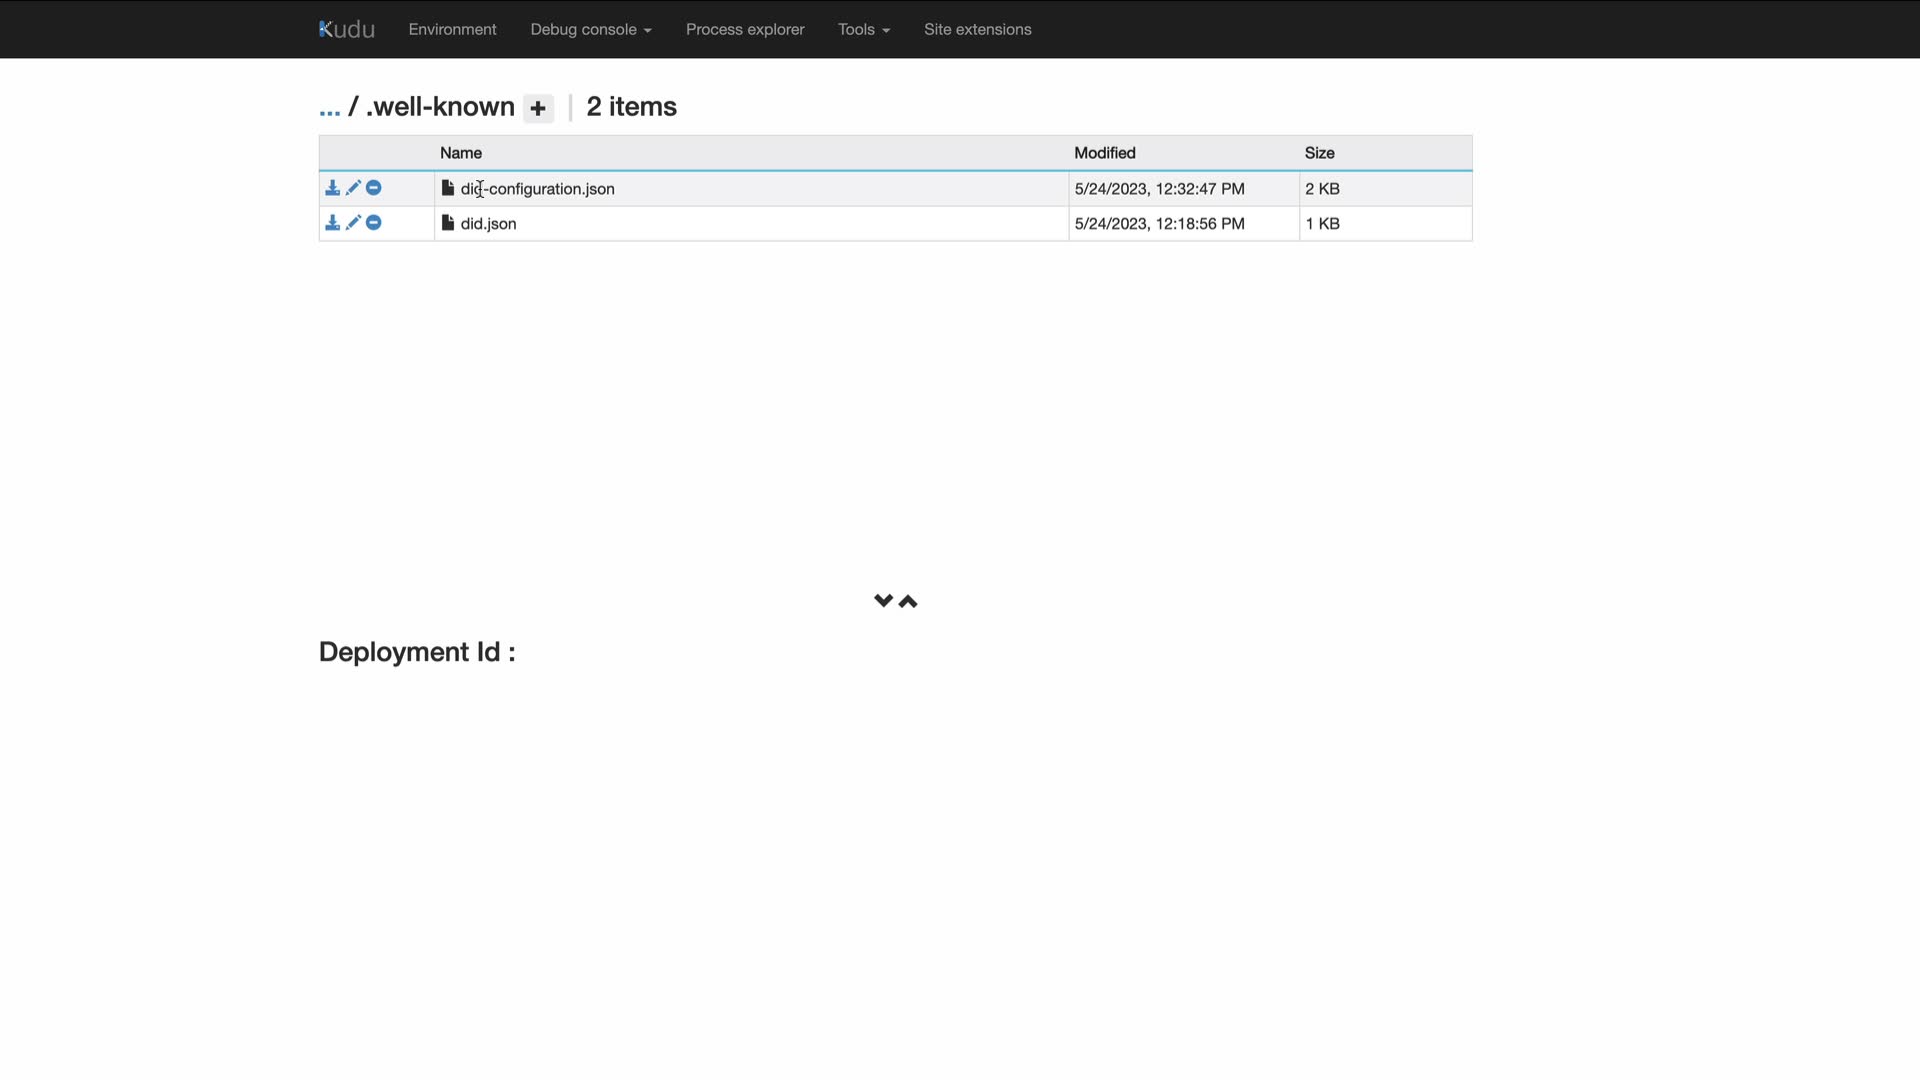 Kudu Environment Debug console Process explorer Tools Site extensions
... / .well-known + | 2 items
Name Modified Size
did-configuration.json 5/24/2023, 12:32:47 PM 2 KB
did.json 5/24/2023, 12:18:56 PM 1 KB
Deployment Id :